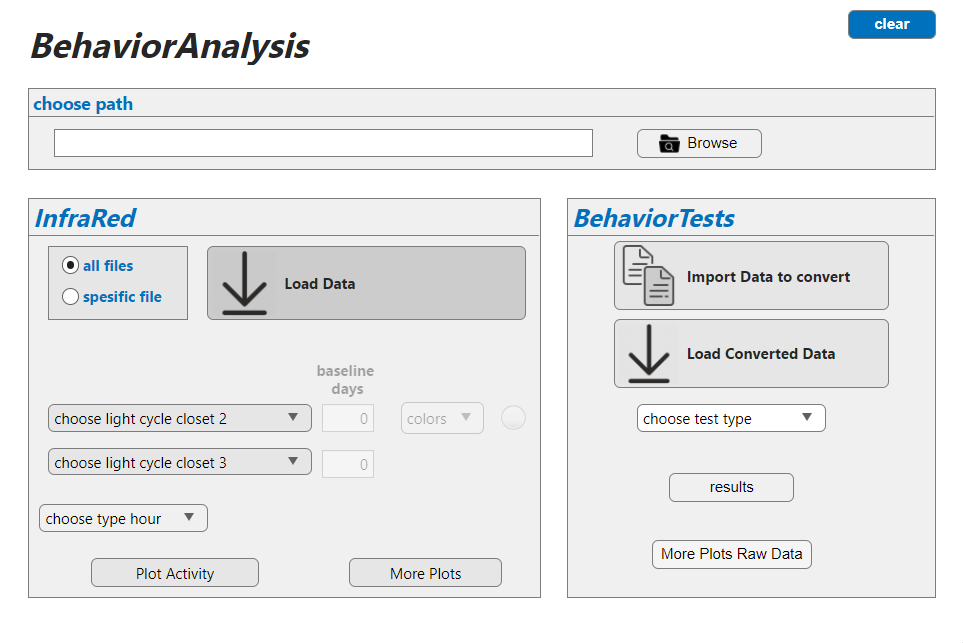 BehaviorAnalysis
clear
choose path
Browse
InfraRed
all files
spesific file
Load Data
baseline
days
choose light cycle closet 2
0
colors
choose light cycle closet 3
0
choose type hour
Plot Activity
More Plots
BehaviorTests
Import Data to convert
Load Converted Data
choose test type
results
More Plots Raw Data